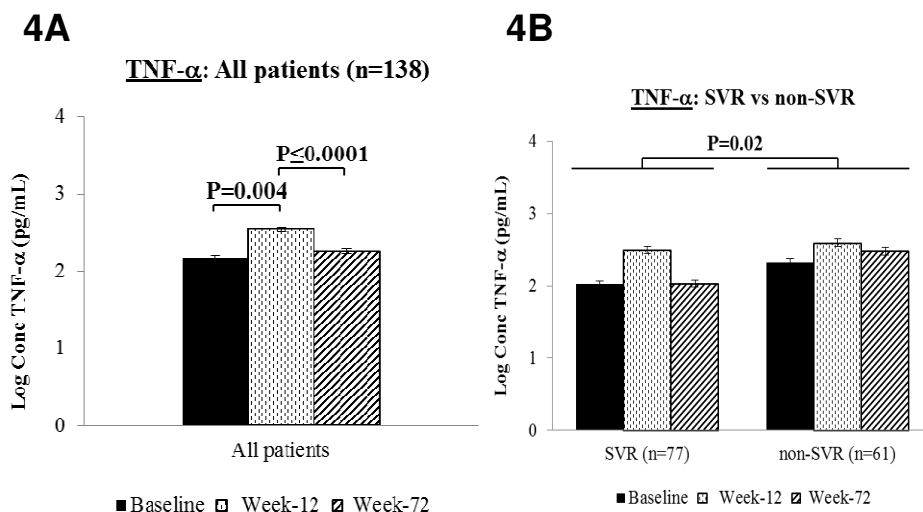 4A
TNF-α: All patients (n=138)
Log Conc TNF-α (pg/mL)
4
3
2
1
0
P=0.004
P≤0.0001
All patients
Baseline Week-12 Week-72
4B
TNF-α: SVR vs non-SVR
Log Conc TNF-α (pg/mL)
4
3
2
1
0
P=0.02
SVR (n=77) non-SVR (n=61)
Baseline Week-12 Week-72